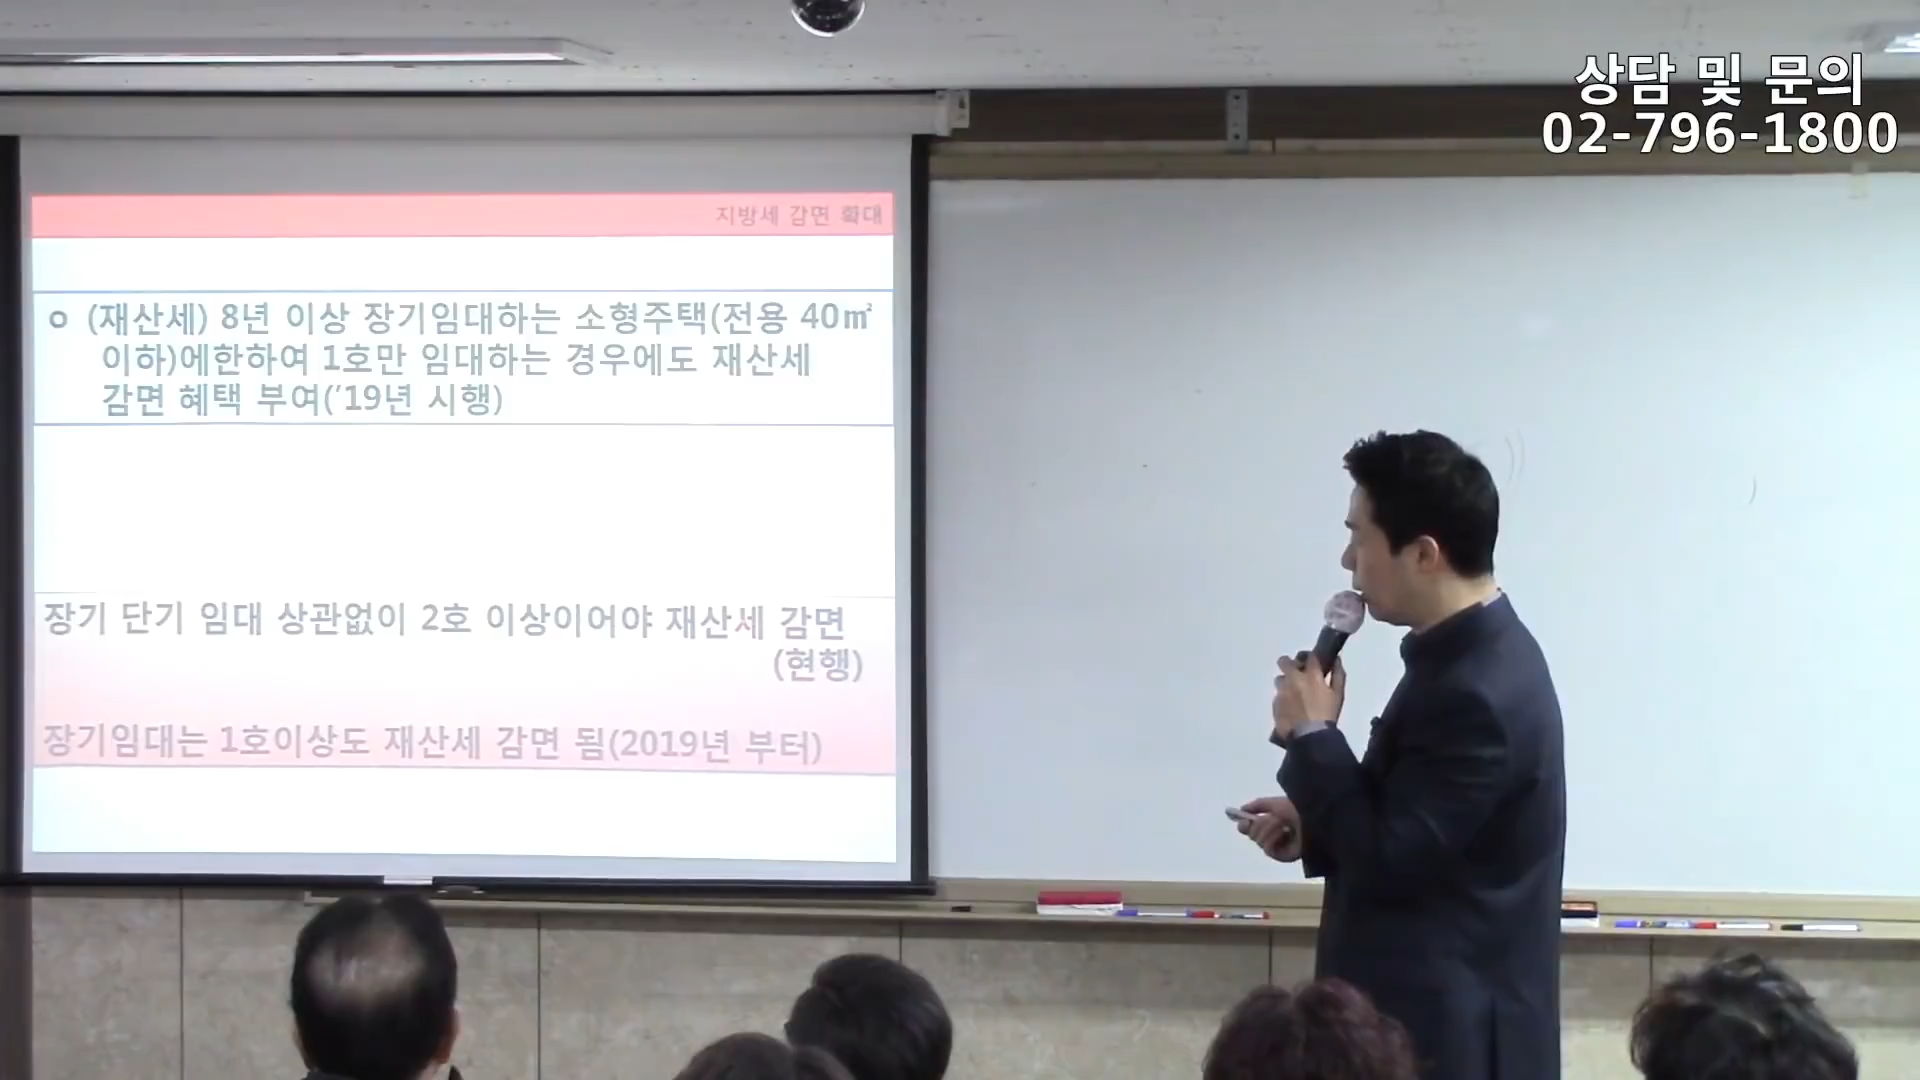 상담 및 문의
02-796-1800
지방세 감면 확대
o (재산세) 8년 이상 장기임대하는 소형주택(전용 40㎡
이하)에한하여 1호만 임대하는 경우에도 재산세
감면 혜택 부여('19년 시행)
장기 단기 임대 상관없이 2호 이상이어야 재산세 감면
(현행)
장기임대는 1호이상도 재산세 감면 됨(2019년 부터)